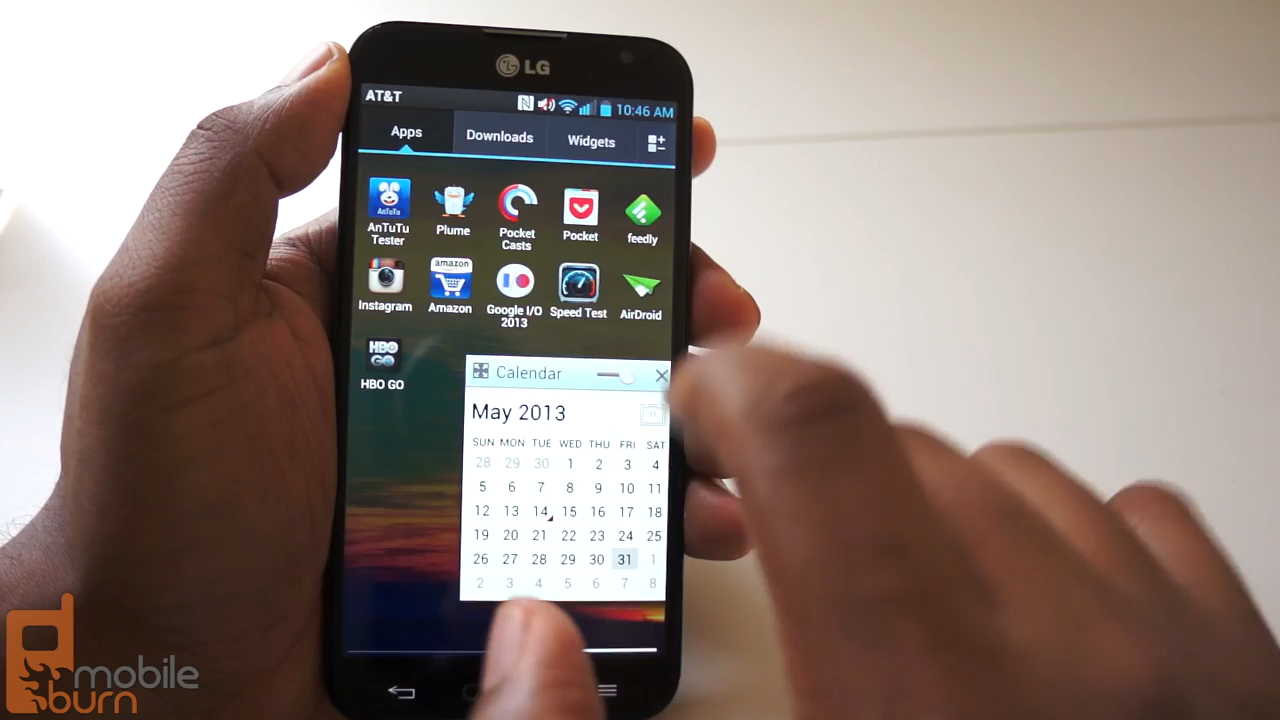 LG
AT&T 10:46 AM
Apps Downloads Widgets
AnTuTu
AnTuTu Tester
Plume
Pocket Casts
Pocket
feedly
Instagram
amazon
Amazon
Google I/O 2013
Speed Test
AirDroid
HBO GO
HBO GO
Calendar
May 2013
SUN MON TUE WED THU FRI SAT
28 29 30 1 2 3 4
5 6 7 8 9 10 11
12 13 14 15 16 17 18
19 20 21 22 23 24 25
26 27 28 29 30 31 1
2 3 4 5 6 7 8
mobile
burn